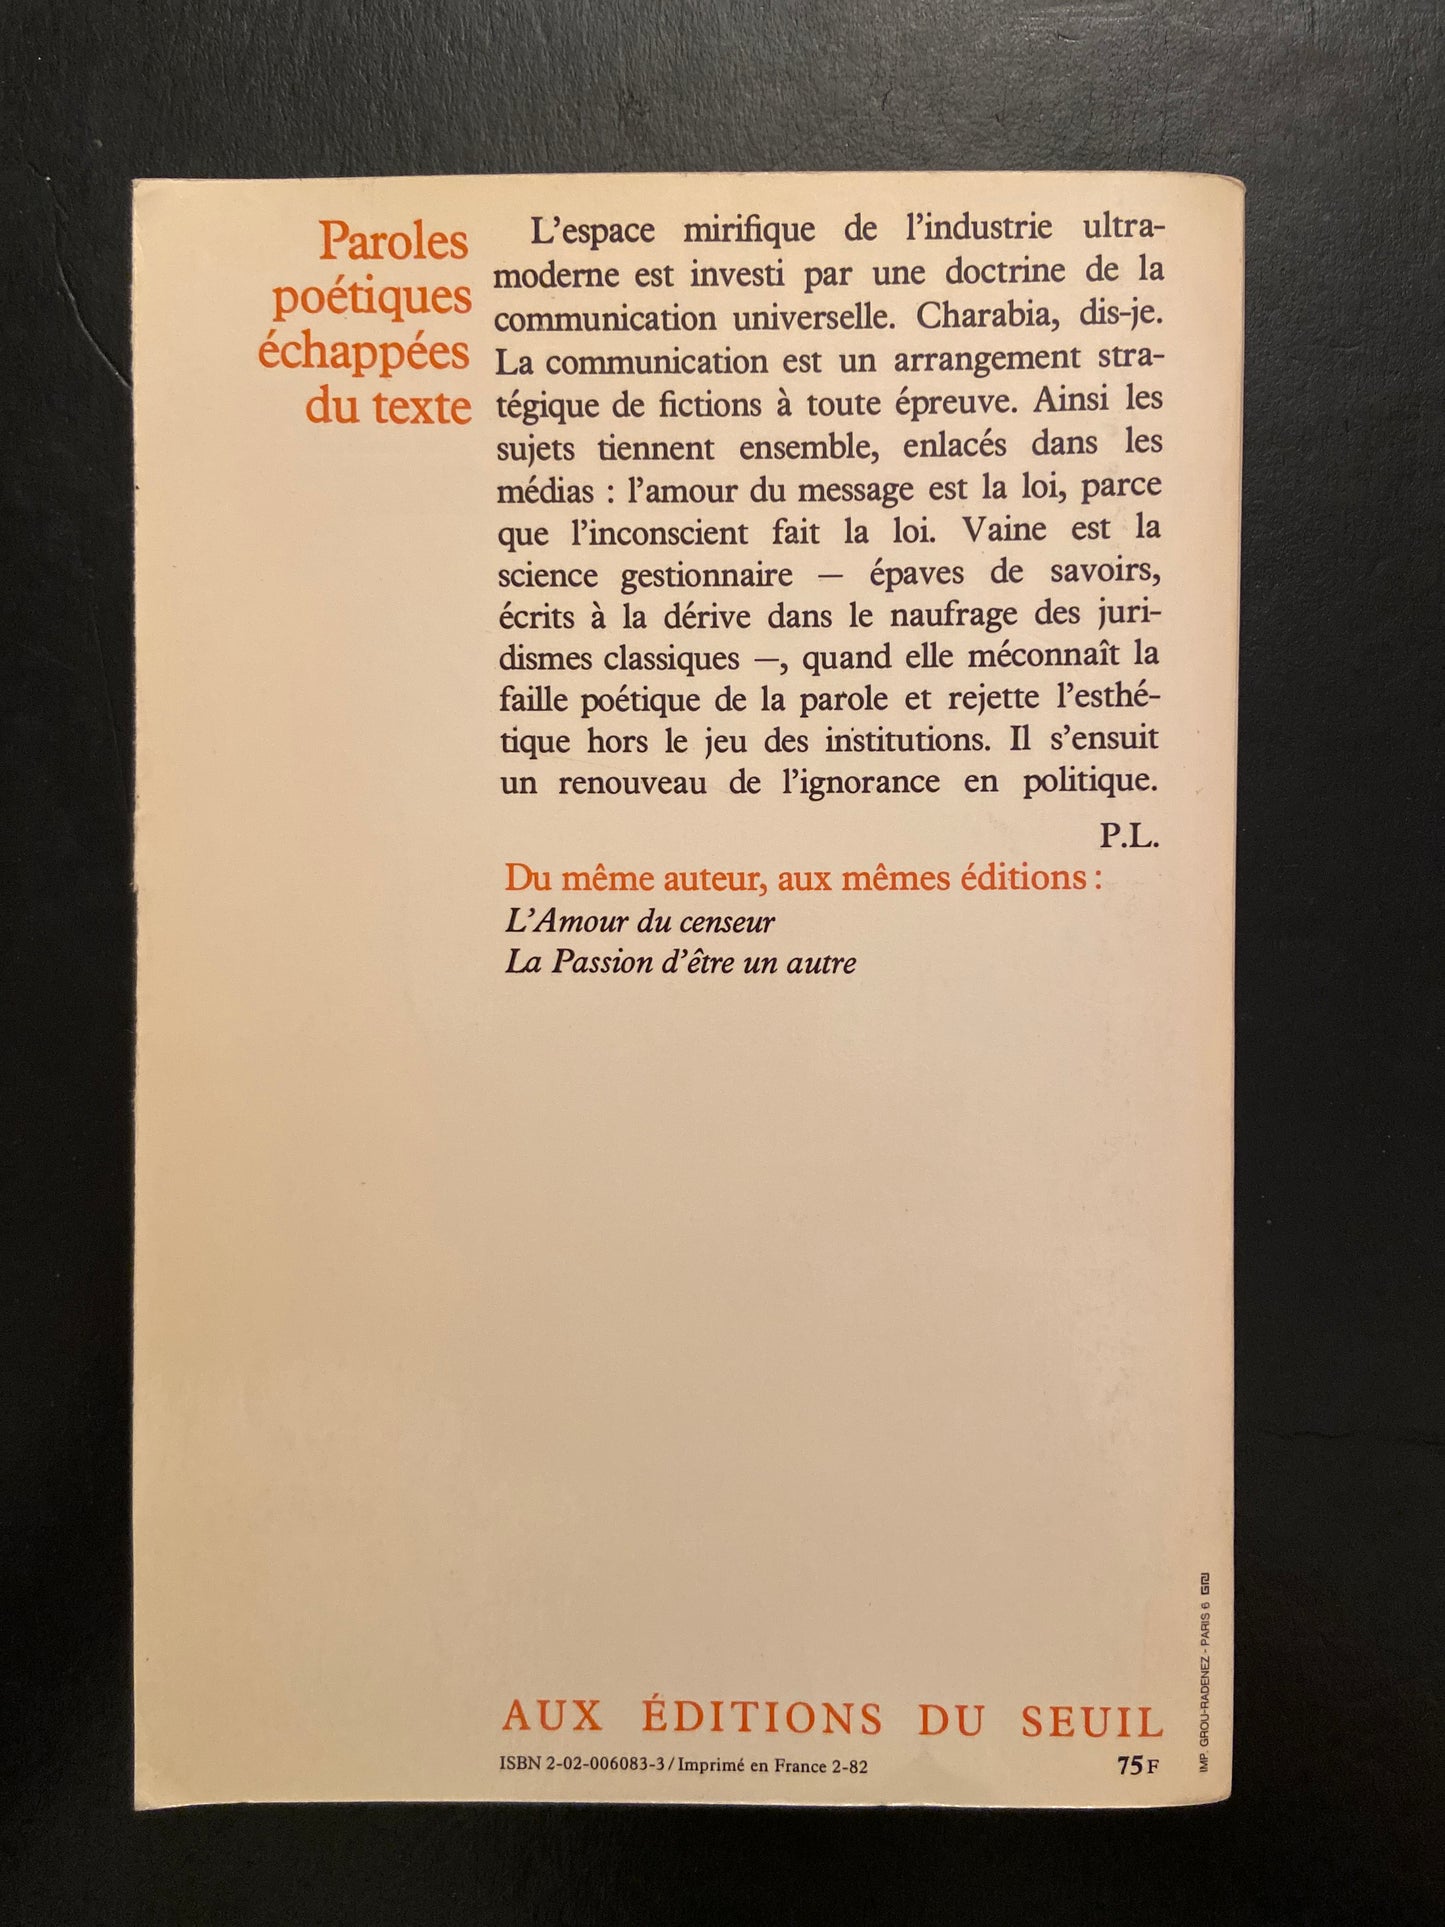 Paroles
poétiques
échappées
du texte
L’espace mirifique de l’industrie ultra-
moderne est investi par une doctrine de la
communication universelle. Charabia, dis-je.
La communication est un arrangement stra-
tégique de fictions à toute épreuve. Ainsi les
sujets tiennent ensemble, enlacés dans les
médias : l’amour du message est la loi, parce
que l’inconscient fait la loi. Vaine est la
science gestionnaire — épaves de savoirs,
écrits à la dérive dans le naufrage des juri-
dismes classiques —, quand elle méconnaît la
faille poétique de la parole et rejette l’esthé-
tique hors le jeu des institutions. Il s’ensuit
un renouveau de l’ignorance en politique.
P.L.
Du même auteur, aux mêmes éditions :
L’Amour du censeur
La Passion d’être un autre
AUX ÉDITIONS DU SEUIL
ISBN 2-02-006083-3 / Imprimé en France 2-82
75 F
IMP. GROU-RADENEZ - PARIS 6